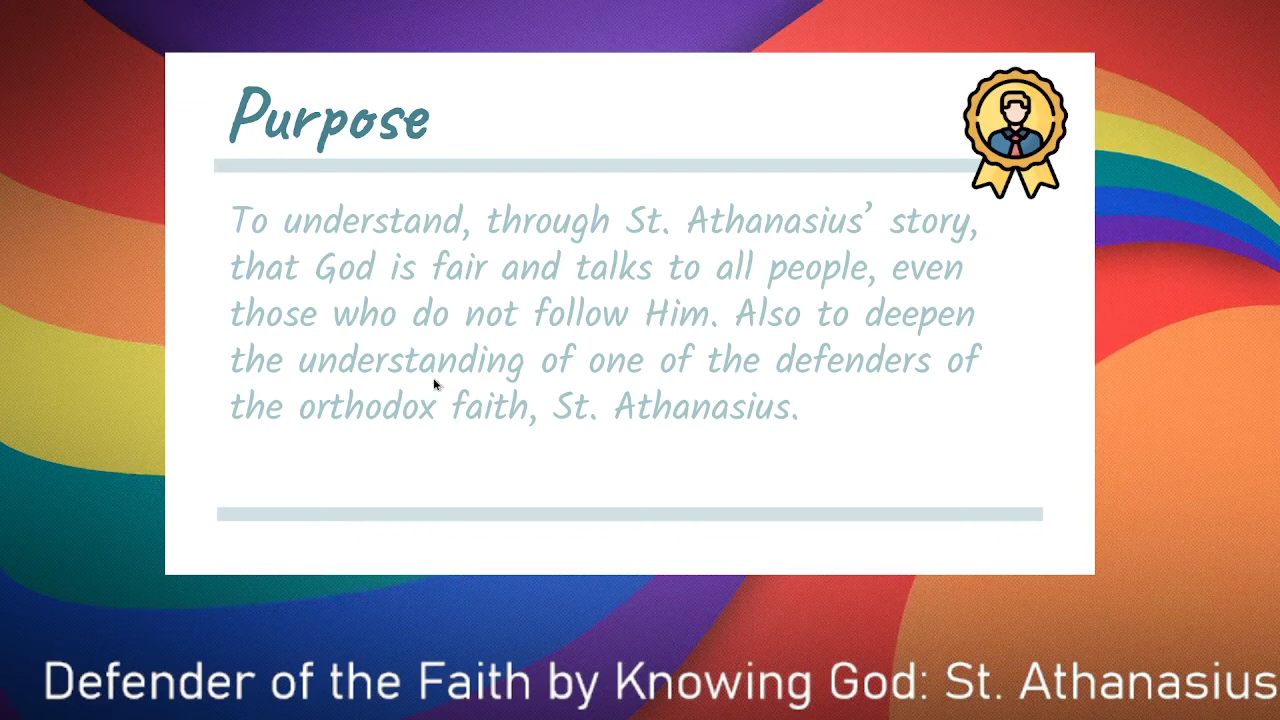 Purpose
To understand, through St. Athanasius’ story,
that God is fair and talks to all people, even
those who do not follow Him. Also to deepen
the understanding of one of the defenders of
the orthodox faith, St. Athanasius.
Defender of the Faith by Knowing God: St. Athanasius